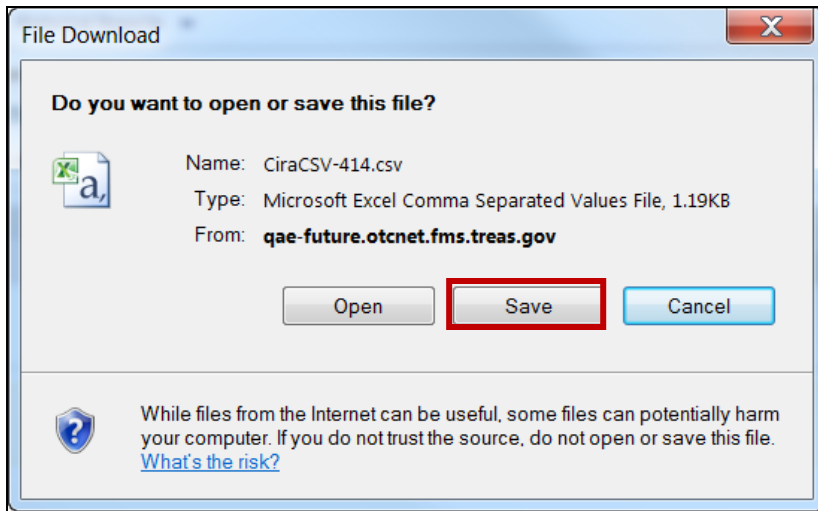 File Download
Do you want to open or save this file?
Name: CiraCSV-414.csv
Type: Microsoft Excel Comma Separated Values File, 1.19KB
From: qae-future.otcnet.fms.treas.gov
Open Save Cancel
While files from the Internet can be useful, some files can potentially harm
your computer. If you do not trust the source, do not open or save this file.
What's the risk?